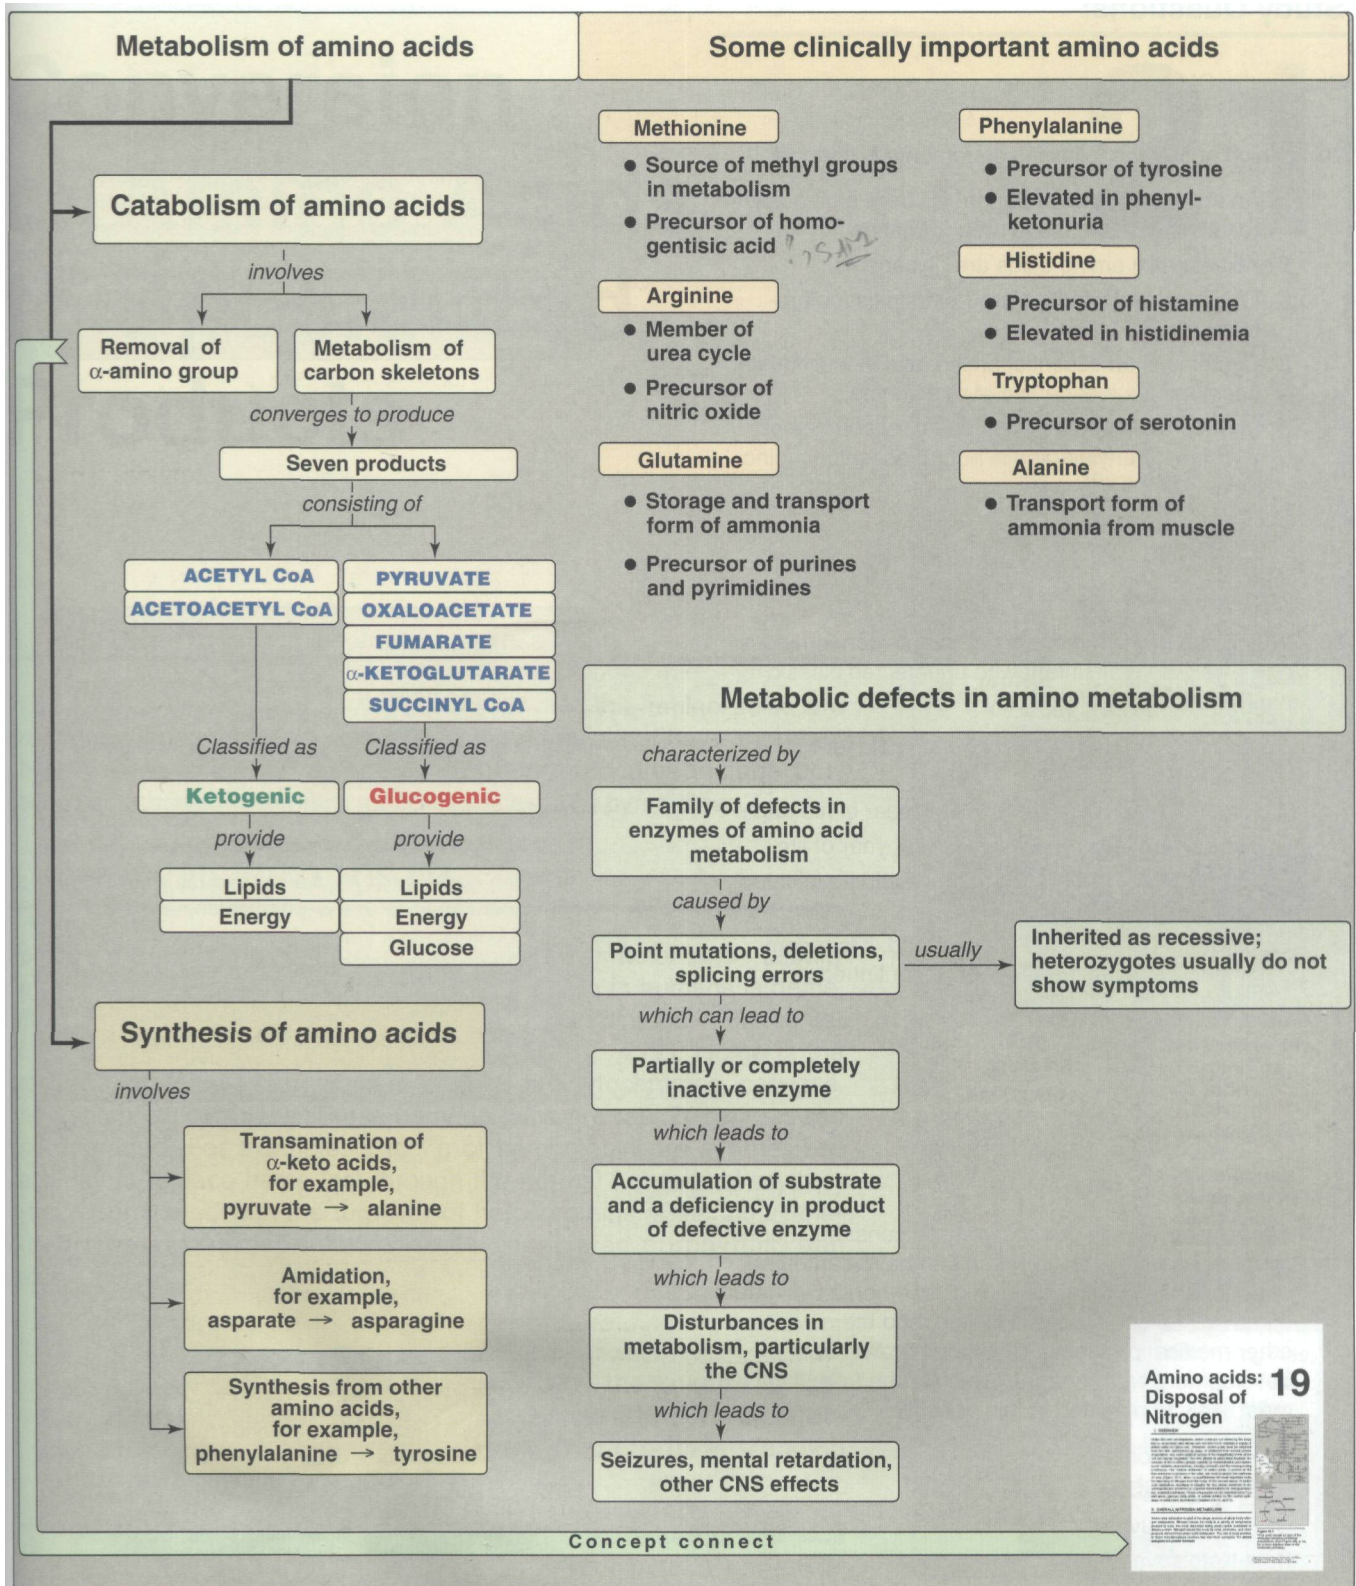 Metabolism of amino acids
Catabolism of amino acids
involves
Removal of
α-amino group
Metabolism of
carbon skeletons
converges to produce
Seven products
consisting of
ACETYL CoA
ACETOACETYL CoA
PYRUVATE
OXALOACETATE
FUMARATE
α-KETOGLUTARATE
SUCCINYL CoA
Classified as
Classified as
Ketogenic
Glucogenic
provide
provide
Lipids
Energy
Lipids
Energy
Glucose
Synthesis of amino acids
involves
Transamination of
α-keto acids,
for example,
pyruvate → alanine
Amidation,
for example,
asparate → asparagine
Synthesis from other
amino acids,
for example,
phenylalanine → tyrosine
Some clinically important amino acids
Methionine
● Source of methyl groups
in metabolism
● Precursor of homo-
gentisic acid
Arginine
● Member of
urea cycle
● Precursor of
nitric oxide
Glutamine
● Storage and transport
form of ammonia
● Precursor of purines
and pyrimidines
Phenylalanine
● Precursor of tyrosine
● Elevated in phenyl-
ketonuria
Histidine
● Precursor of histamine
● Elevated in histidinemia
Tryptophan
● Precursor of serotonin
Alanine
● Transport form of
ammonia from muscle
Metabolic defects in amino metabolism
characterized by
Family of defects in
enzymes of amino acid
metabolism
caused by
Point mutations, deletions,
splicing errors
usually
Inherited as recessive;
heterozygotes usually do not
show symptoms
which can lead to
Partially or completely
inactive enzyme
which leads to
Accumulation of substrate
and a deficiency in product
of defective enzyme
which leads to
Disturbances in
metabolism, particularly
the CNS
which leads to
Seizures, mental retardation,
other CNS effects
Amino acids: 19
Disposal of
Nitrogen
Concept connect